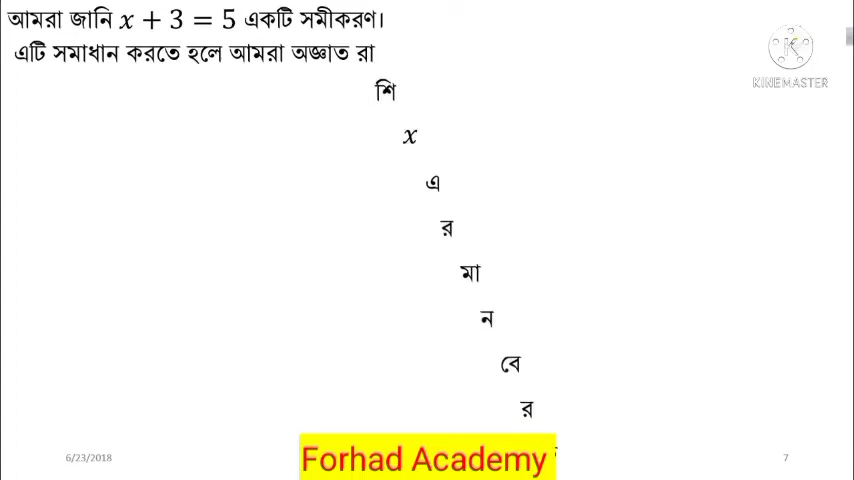 আমরা জানি x + 3 = 5 একটি সমীকরণ।
এটি সমাধান করতে হলে আমরা অজ্ঞাত রা
শি
x
এ
র
মা
ন
বে
র
KINEMASTER
6/23/2018
Forhad Academy
7